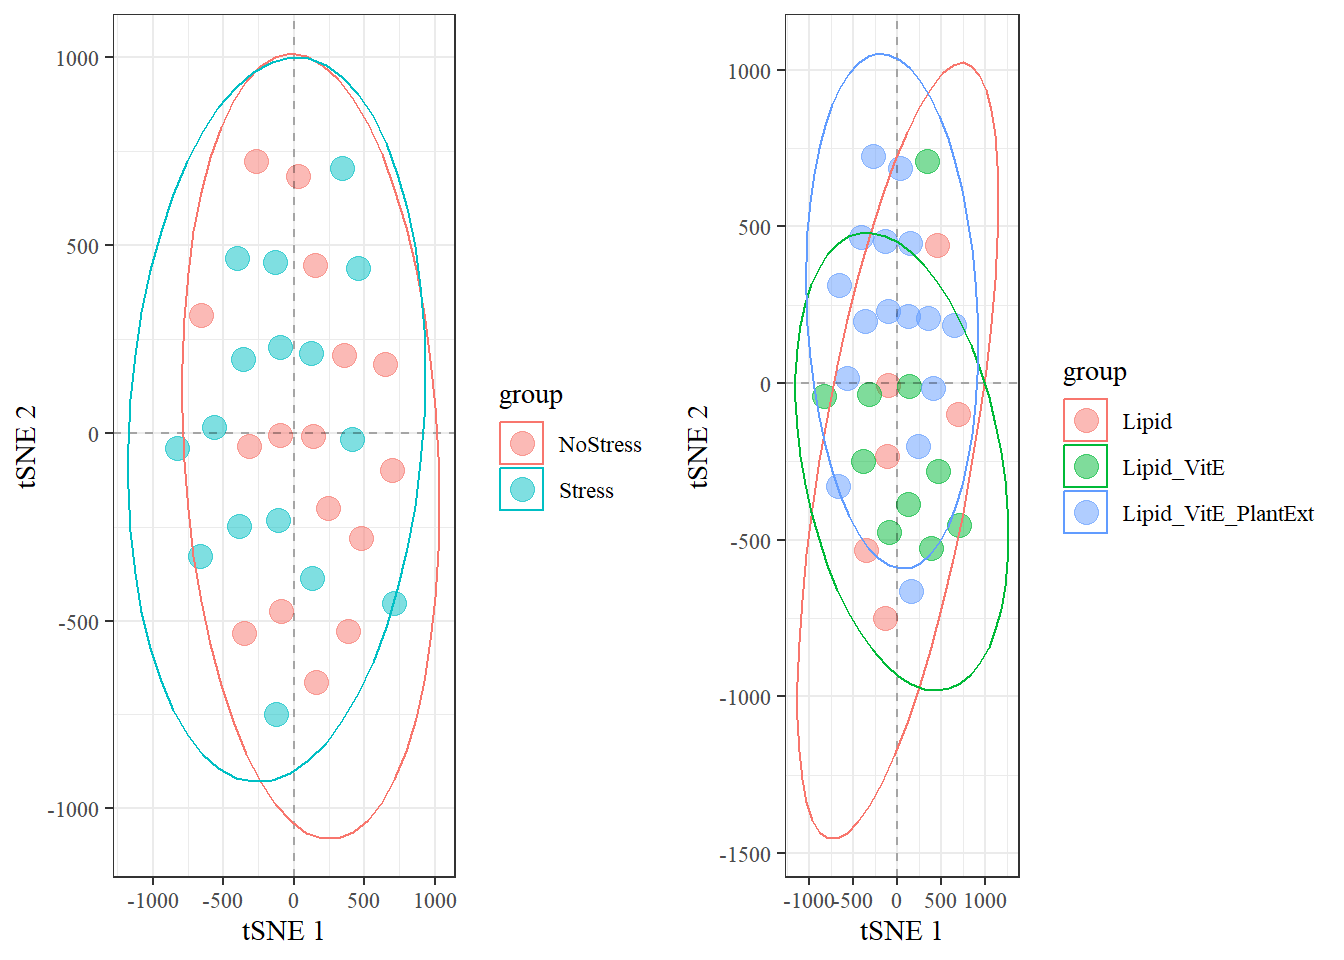 1000
500
0
-500
-1000
tSNE 2
-1000 -500 0 500 1000
tSNE 1
group
NoStress
Stress
1000
500
0
-500
-1000
-1500
tSNE 2
-1000 -500 0 500 1000
tSNE 1
group
Lipid
Lipid_VitE
Lipid_VitE_PlantExt